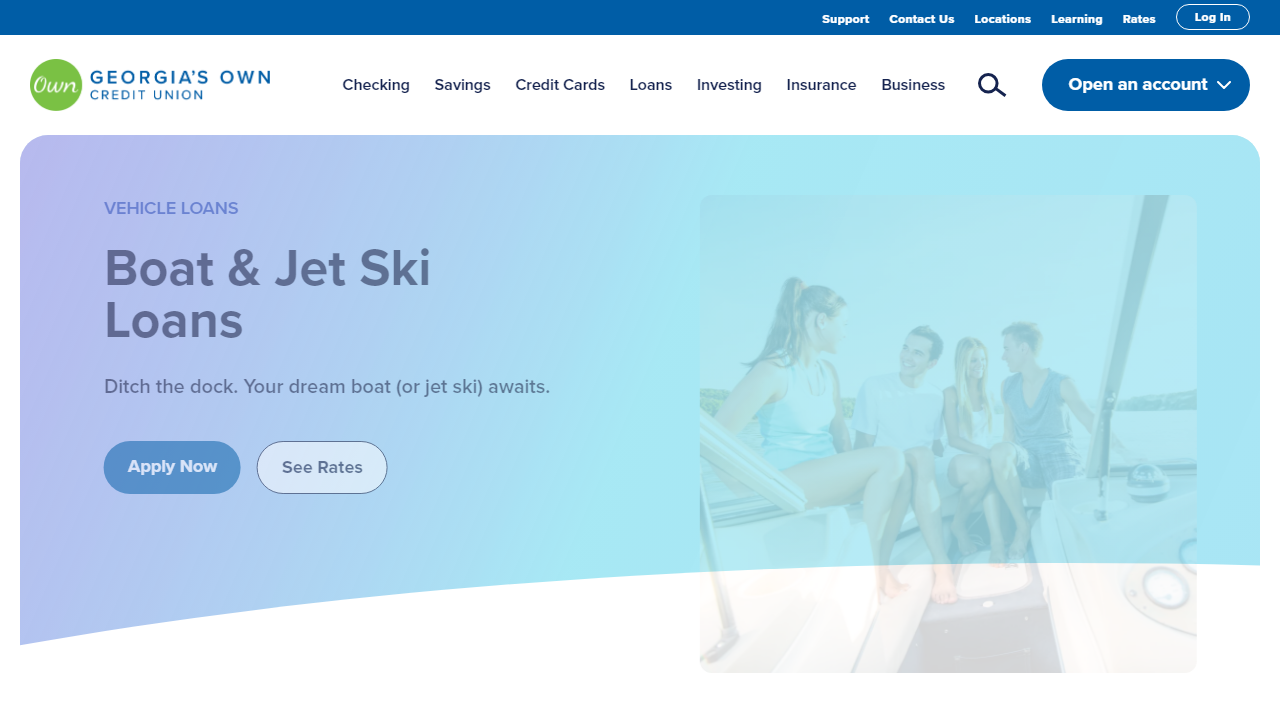 Support Contact Us Locations Learning Rates Log In
Own GEORGIA'S OWN
CREDIT UNION
Checking Savings Credit Cards Loans Investing Insurance Business
Open an account
VEHICLE LOANS
Boat & Jet Ski
Loans
Ditch the dock. Your dream boat (or jet ski) awaits.
Apply Now See Rates